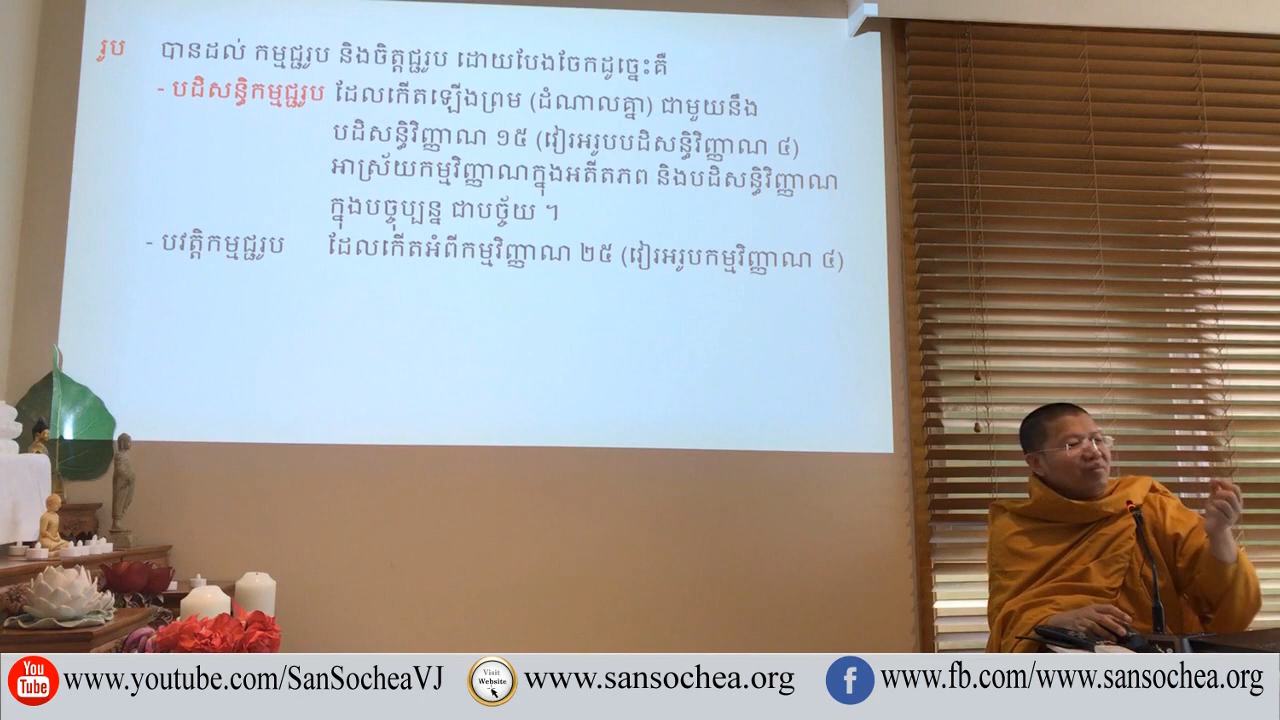 រូប បានដល់ កម្មជ្ជរូប និងចិត្តជ្ជរូប ដោយបែងចែកដូច្នេះគឺ
- បដិសន្ធិកម្មជ្ជរូប ដែលកើតឡើងព្រម (ដំណាលគ្នា) ជាមួយនឹង
បដិសន្ធិវិញ្ញាណ ១៥ (វៀរអរូបបដិសន្ធិវិញ្ញាណ ៤)
អាស្រ័យកម្មវិញ្ញាណក្នុងអតីតភព និងបដិសន្ធិវិញ្ញាណ
ក្នុងបច្ចុប្បន្ន ជាបច្ច័យ ។
- បវត្តិកម្មជ្ជរូប ដែលកើតអំពីកម្មវិញ្ញាណ ២៥ (វៀរអរូបកម្មវិញ្ញាណ ៤)
You Tube www.youtube.com/SanSocheaVJ Visit Website www.sansochea.org f www.fb.com/www.sansochea.org